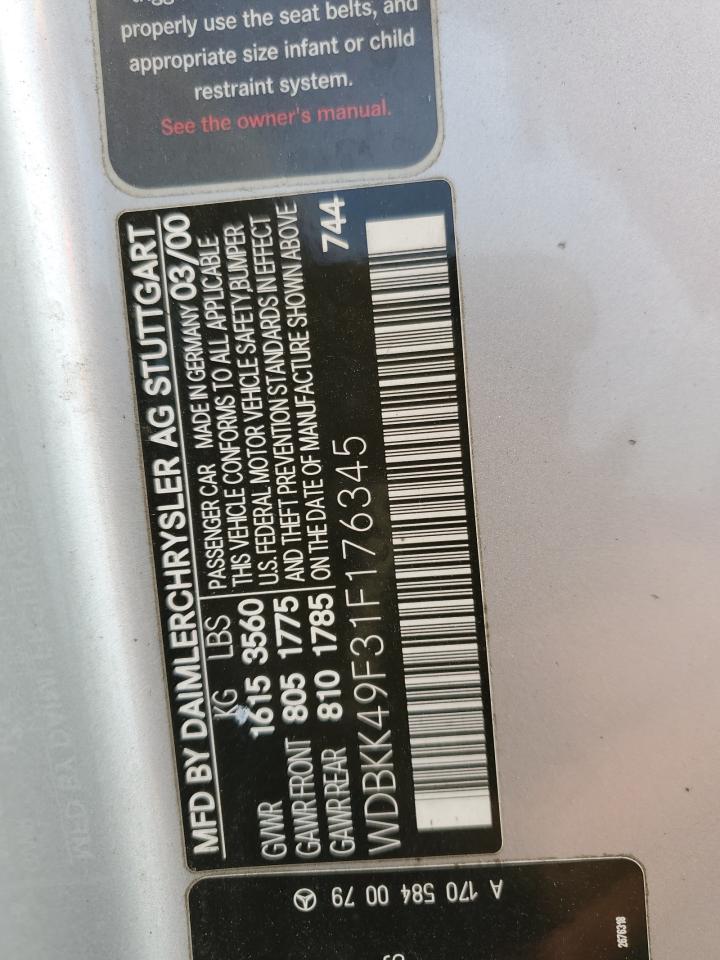 properly use the seat belts, and
appropriate size infant or child
restraint system.
See the owner's manual.
MFD BY DAIMLERCHRYSLER AG STUTTGART
KG LBS PASSENGER CAR MADE IN GERMANY 03/00
GVWR 1615 3560 THIS VEHICLE CONFORMS TO ALL APPLICABLE
U.S. FEDERAL MOTOR VEHICLE SAFETY,BUMPER
GAWR FRONT 805 1775 AND THEFT PREVENTION STANDARDS IN EFFECT
GAWR REAR 810 1785 ON THE DATE OF MANUFACTURE SHOWN ABOVE
WDBKK49F31F176345 744
A 170 584 00 79
2676318